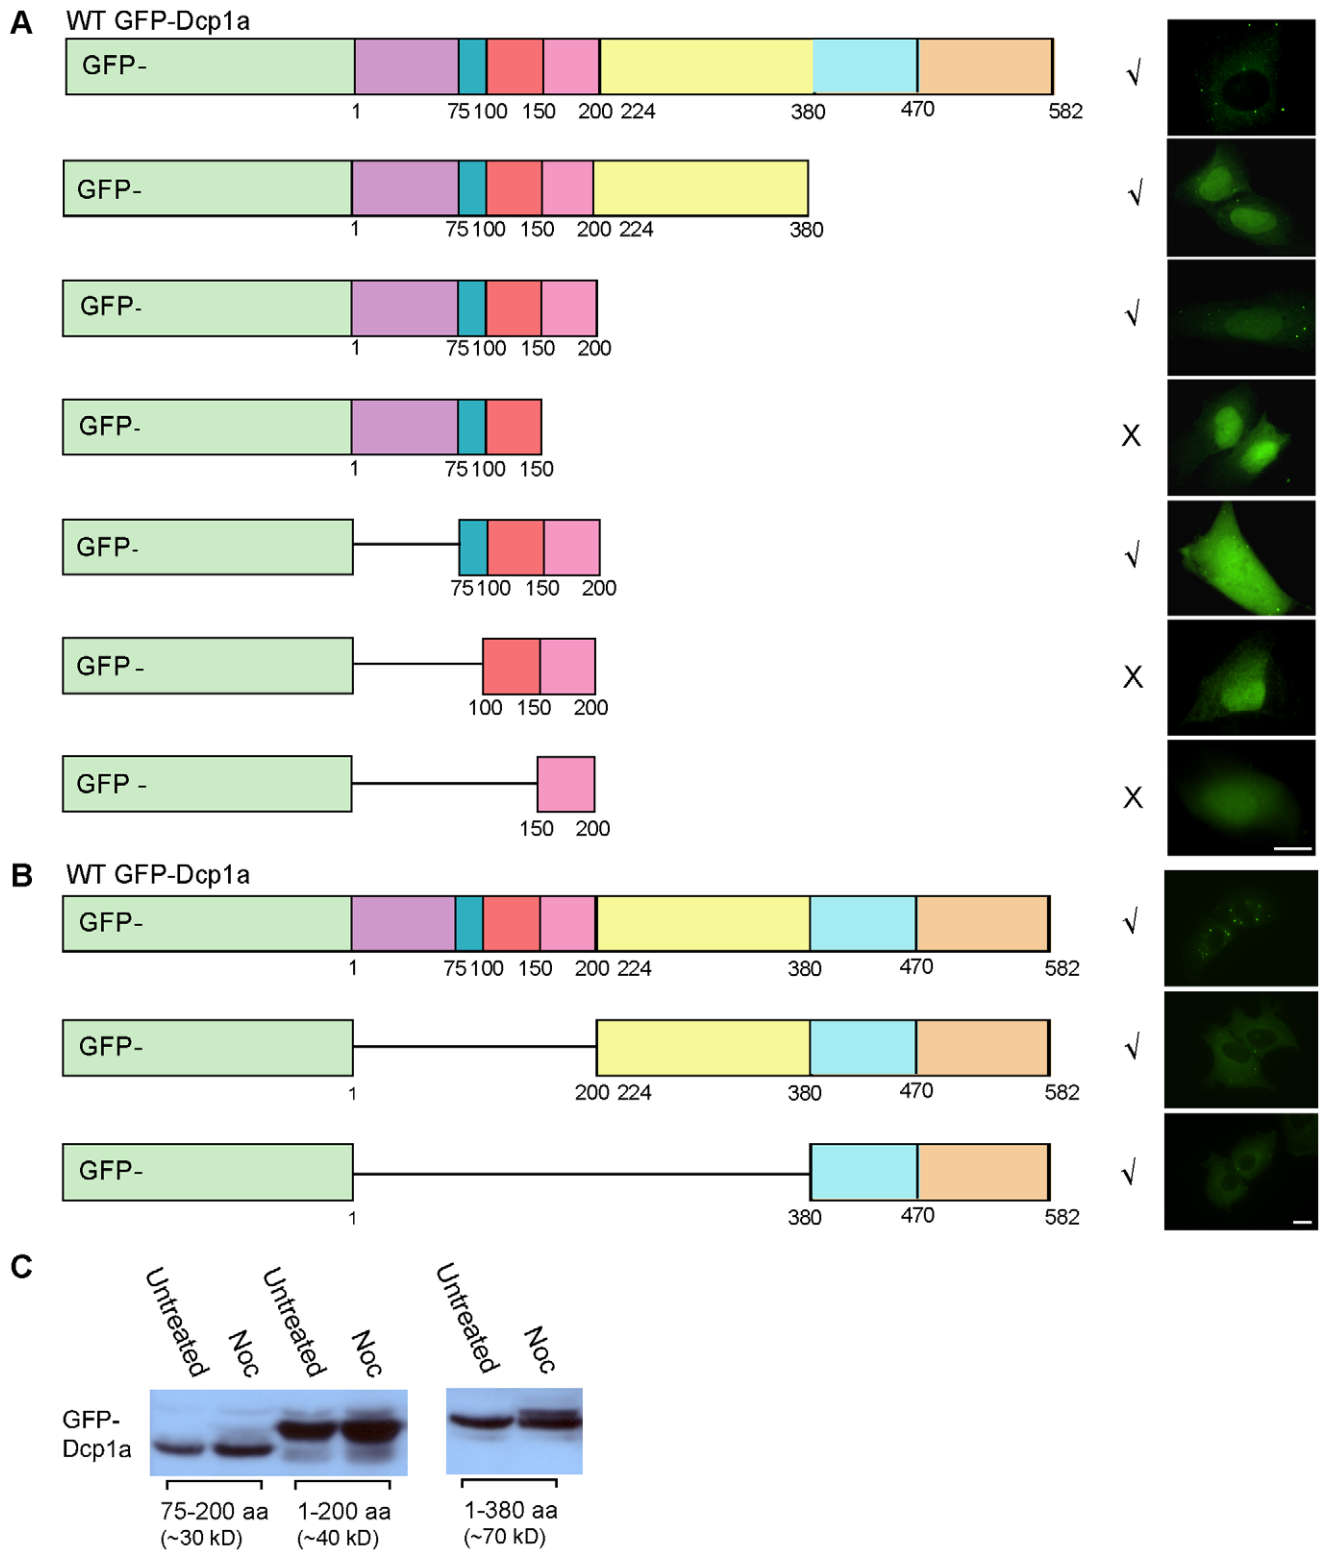 A
WT GFP-Dcp1a
GFP-
1 75 100 150 200 224 380 470 582
√
GFP-
1 75 100 150 200 224 380
√
GFP-
1 75 100 150 200
√
GFP-
1 75 100 150
X
GFP-
75 100 150 200
√
GFP -
100 150 200
X
GFP -
150 200
X
B
WT GFP-Dcp1a
GFP-
1 75 100 150 200 224 380 470 582
√
GFP-
1 200 224 380 470 582
√
GFP-
1 380 470 582
√
C
Untreated Noc Untreated Noc Untreated Noc
GFP-
Dcp1a
75-200 aa 1-200 aa 1-380 aa
(~30 kD) (~40 kD) (~70 kD)